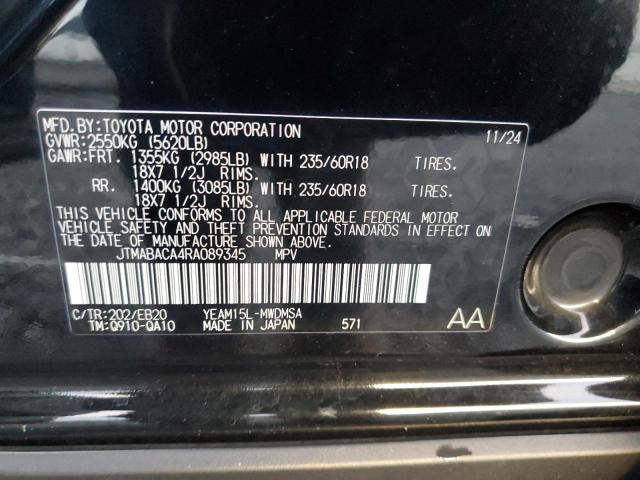 MFD.BY:TOYOTA MOTOR CORPORATION 11/24
GVWR:2550KG (5620LB)
GAWR:FRT. 1355KG (2985LB) WITH 235/60R18 TIRES.
18X7 1/2J RIMS.
RR. 1400KG (3085LB) WITH 235/60R18 TIRES.
18X7 1/2J RIMS.
THIS VEHICLE CONFORMS TO ALL APPLICABLE FEDERAL MOTOR
VEHICLE SAFETY AND THEFT PREVENTION STANDARDS IN EFFECT ON
THE DATE OF MANUFACTURE SHOWN ABOVE.
JTMABACA4RA089345 MPV
C/TR:202/EB20 YEAM15L-MWDMSA
TM:Q910-QA10 MADE IN JAPAN 571 AA